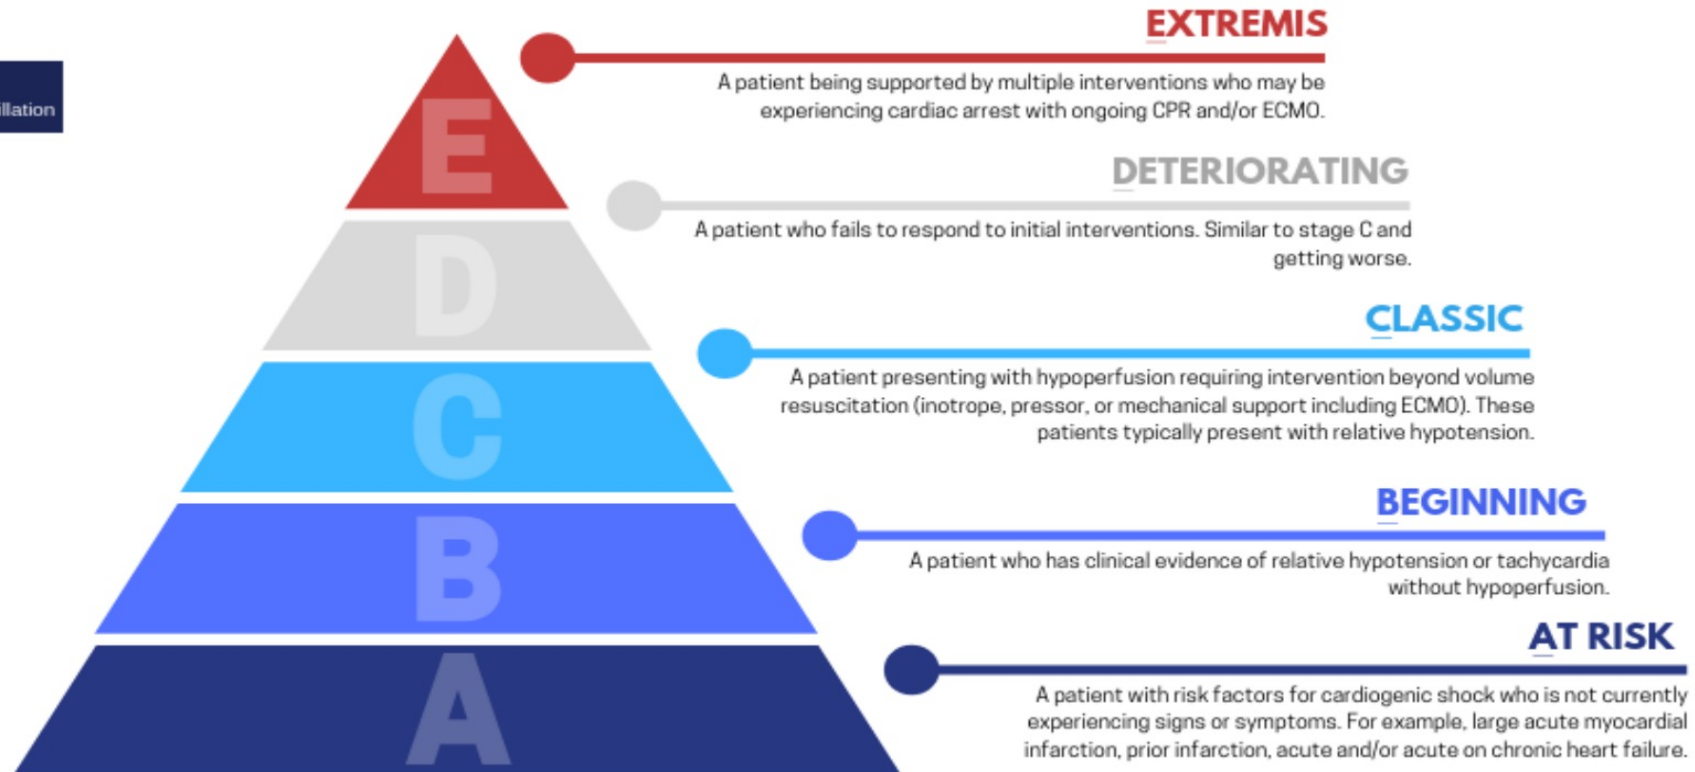 EXTREMIS
A patient being supported by multiple interventions who may be
experiencing cardiac arrest with ongoing CPR and/or ECMO.
illation
E
DETERIORATING
A patient who fails to respond to initial interventions. Similar to stage C and
getting worse.
D
CLASSIC
A patient presenting with hypoperfusion requiring intervention beyond volume
resuscitation (inotrope, pressor, or mechanical support including ECMO). These
patients typically present with relative hypotension.
C
BEGINNING
A patient who has clinical evidence of relative hypotension or tachycardia
without hypoperfusion.
B
AT RISK
A patient with risk factors for cardiogenic shock who is not currently
experiencing signs or symptoms. For example, large acute myocardial
infarction, prior infarction, acute and/or acute on chronic heart failure.
A